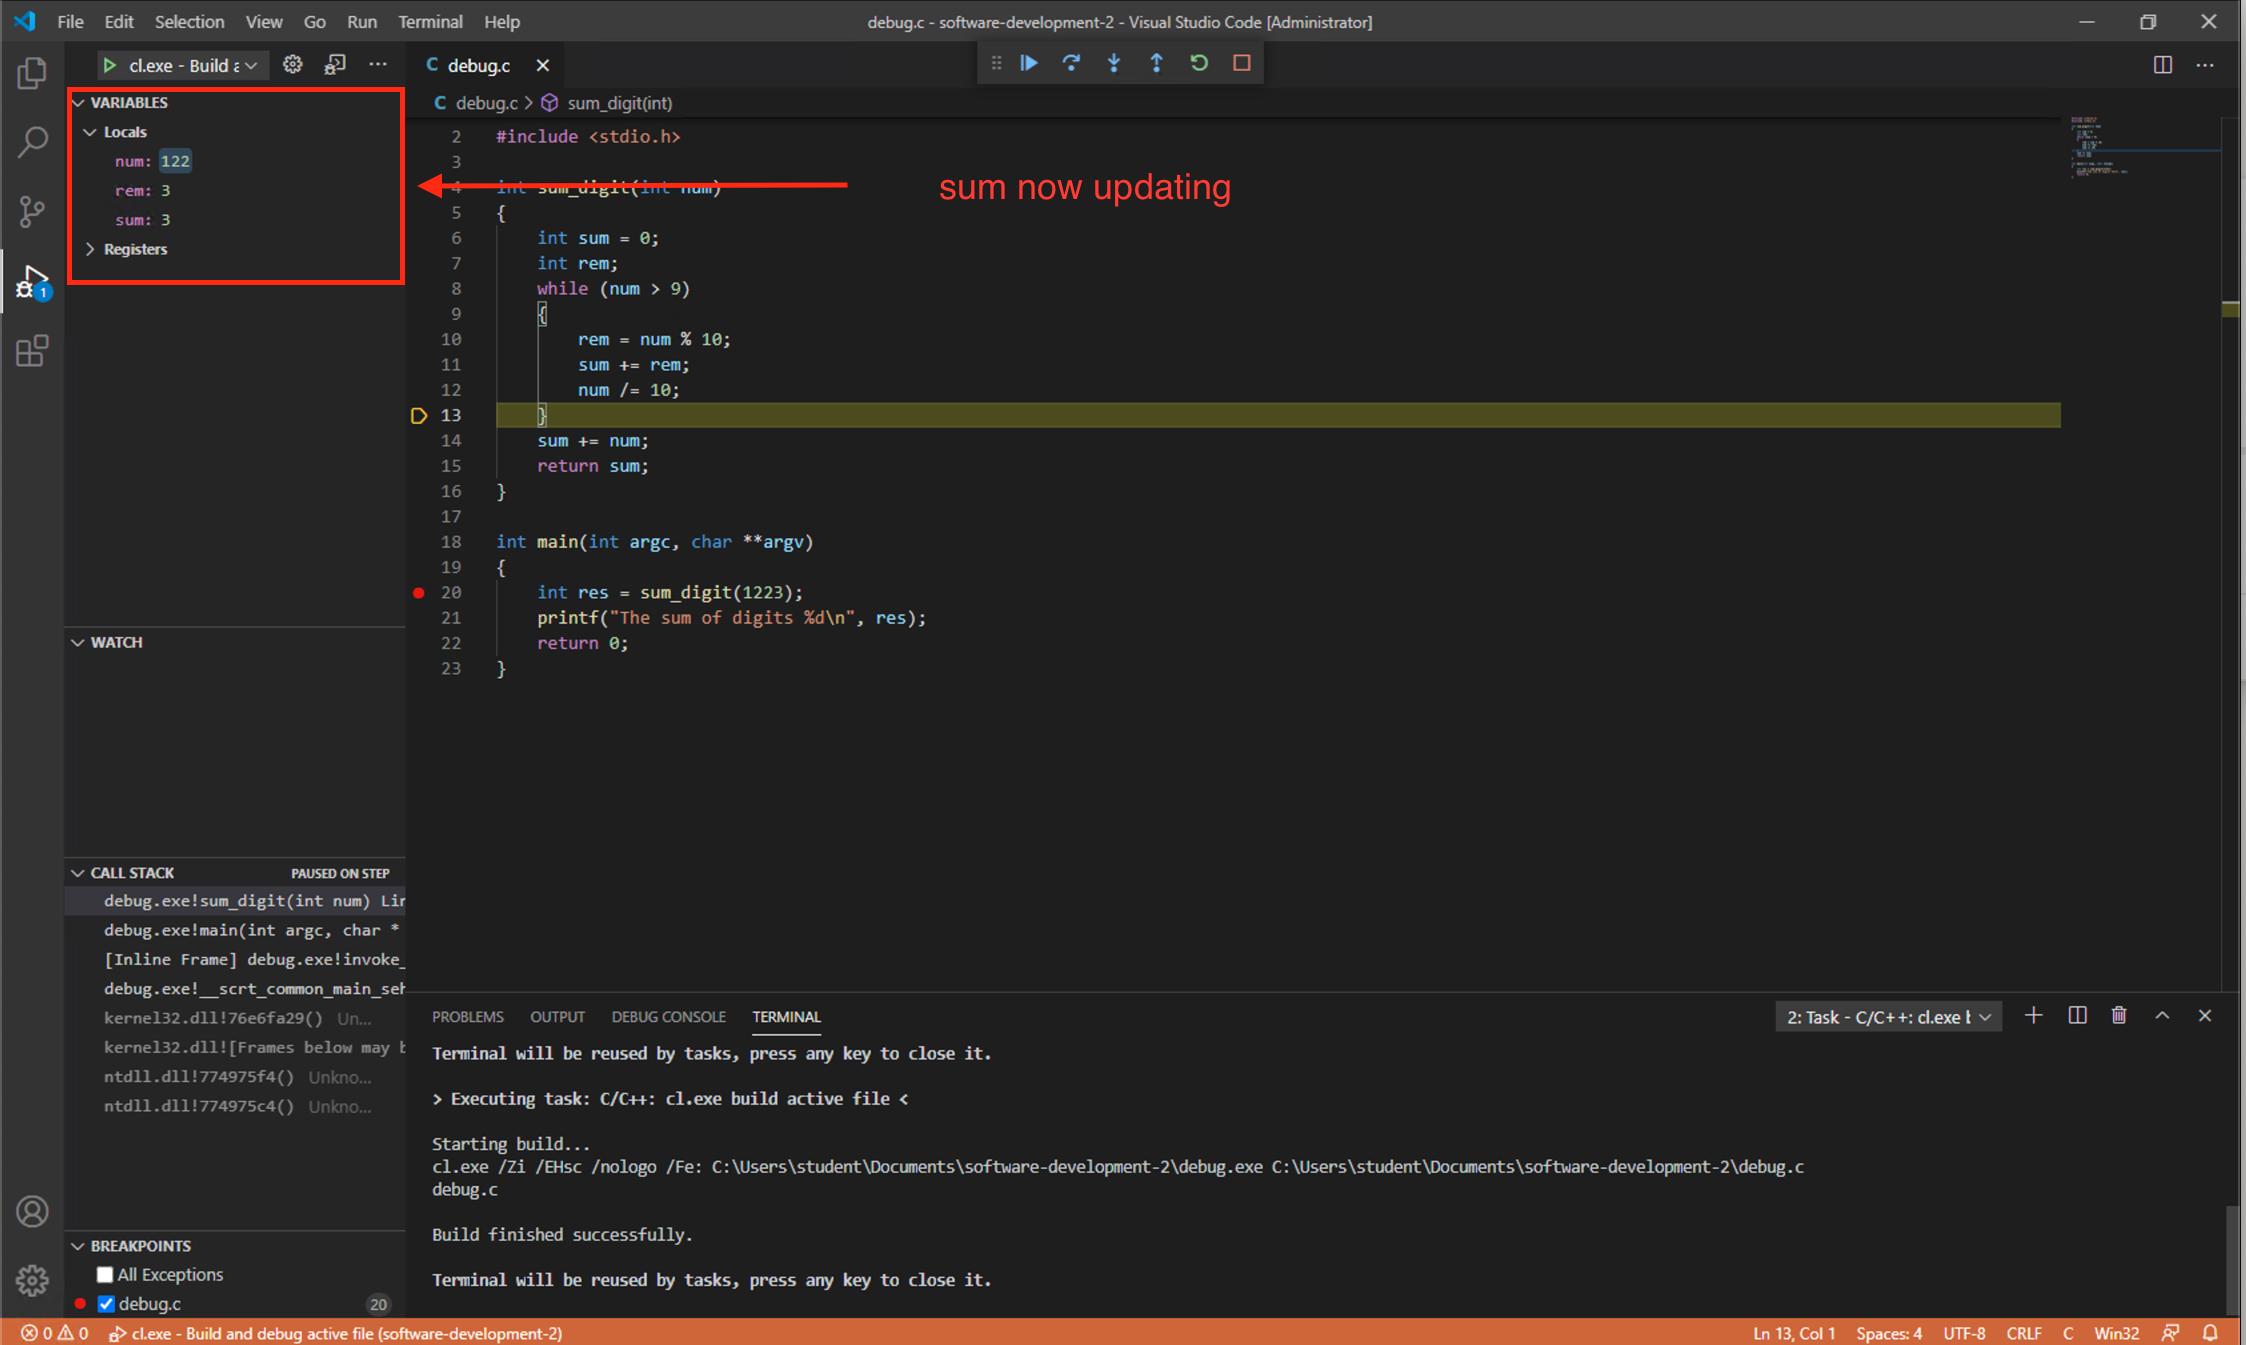 File Edit Selection View Go Run Terminal Help
debug.c - software-development-2 - Visual Studio Code [Administrator]
cl.exe - Build a
C debug.c
VARIABLES
Locals
num: 122
rem: 3
sum: 3
Registers
1
sum now updating
C debug.c > sum_digit(int)
2 #include <stdio.h>
3
4 int sum_digit(int num)
5 {
6 int sum = 0;
7 int rem;
8 while (num > 9)
9 {
10 rem = num % 10;
11 sum += rem;
12 num /= 10;
13 }
14 sum += num;
15 return sum;
16 }
17
18 int main(int argc, char **argv)
19 {
20 int res = sum_digit(1223);
21 printf("The sum of digits %d\n", res);
22 return 0;
23 }
WATCH
CALL STACK PAUSED ON STEP
debug.exe!sum_digit(int num) Lin
debug.exe!main(int argc, char *
[Inline Frame] debug.exe!invoke_
debug.exe!__scrt_common_main_seh
kernel32.dll!76e6fa29() Un...
kernel32.dll![Frames below may b
ntdll.dll!774975f4() Unkno...
ntdll.dll!774975c4() Unkno...
BREAKPOINTS
All Exceptions
debug.c 20
PROBLEMS OUTPUT DEBUG CONSOLE TERMINAL
2: Task - C/C++: cl.exe b
Terminal will be reused by tasks, press any key to close it.
> Executing task: C/C++: cl.exe build active file <
Starting build...
cl.exe /Zi /EHsc /nologo /Fe: C:\Users\student\Documents\software-development-2\debug.exe C:\Users\student\Documents\software-development-2\debug.c
debug.c
Build finished successfully.
Terminal will be reused by tasks, press any key to close it.
0 0 cl.exe - Build and debug active file (software-development-2)
Ln 13, Col 1 Spaces: 4 UTF-8 CRLF C Win32